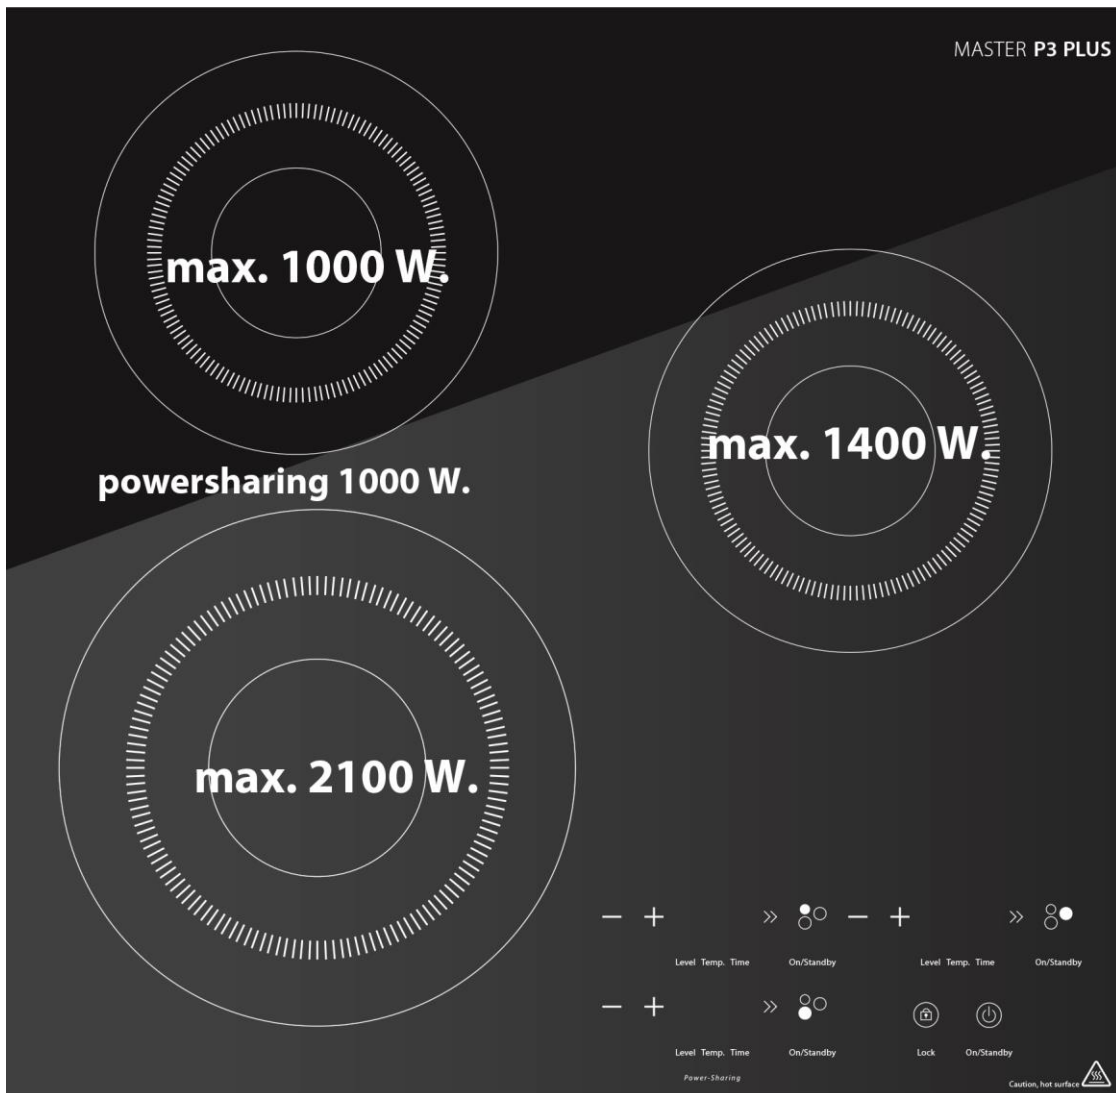 MASTER P3 PLUS
max. 1000 W.
max. 1400 W.
powersharing 1000 W.
max. 2100 W.
Level Temp. Time On/Standby Level Temp. Time On/Standby
Level Temp. Time On/Standby Lock On/Standby
Power-Sharing
Caution, hot surface